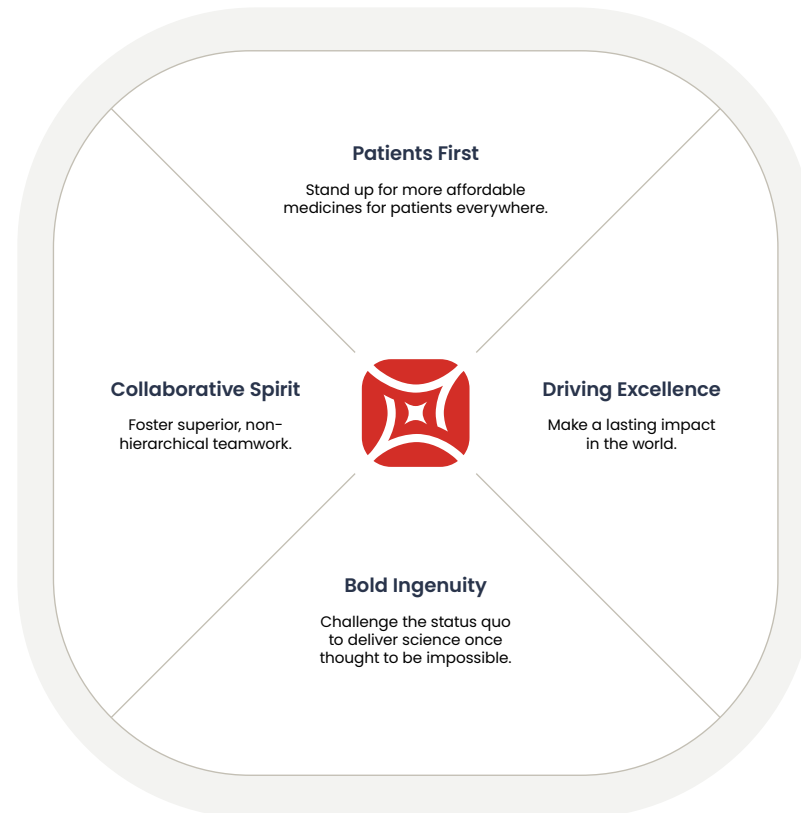 Patients First
Stand up for more affordable
medicines for patients everywhere.
Collaborative Spirit
Foster superior, non-
hierarchical teamwork.
Driving Excellence
Make a lasting impact
in the world.
Bold Ingenuity
Challenge the status quo
to deliver science once
thought to be impossible.